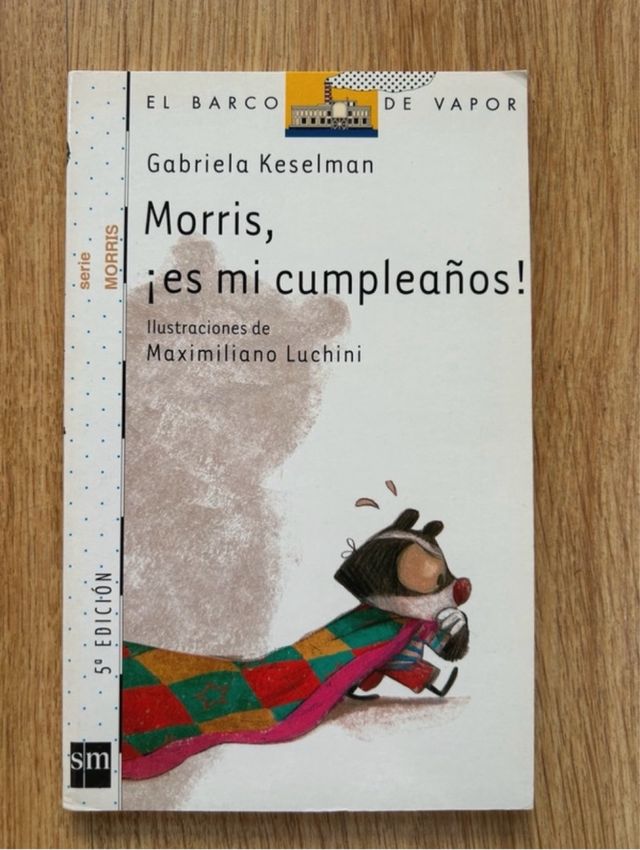 EL BARCO DE VAPOR
Gabriela Keselman
Morris,
¡es mi cumpleaños!
Ilustraciones de
Maximiliano Luchini
serie
MORRIS
5ª EDICIÓN
sm